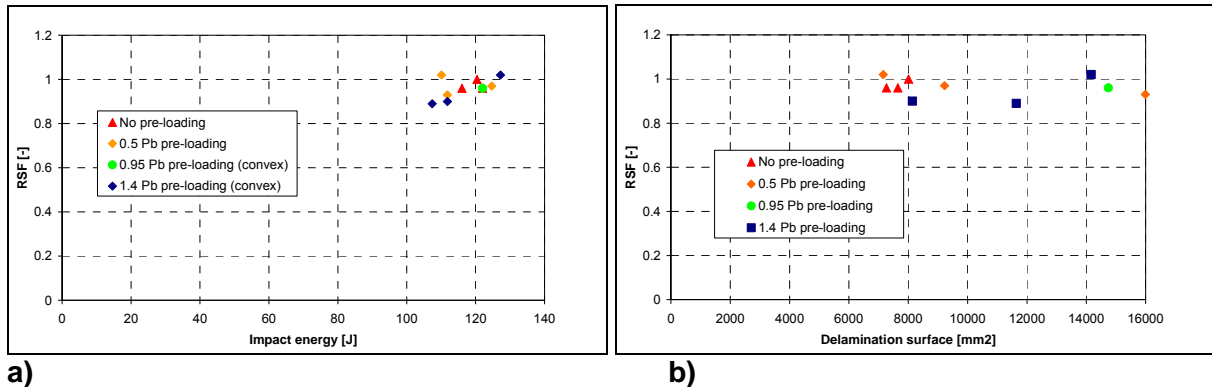 1.2
1
0.8
0.6
0.4
0.2
0
RSF [-]
No pre-loading
0.5 Pb pre-loading
0.95 Pb pre-loading (convex)
1.4 Pb pre-loading (convex)
0 20 40 60 80 100 120 140
Impact energy [J]
a)
1.2
1
0.8
0.6
0.4
0.2
0
RSF [-]
No pre-loading
0.5 Pb pre-loading
0.95 Pb pre-loading
1.4 Pb pre-loading
0 2000 4000 6000 8000 10000 12000 14000 16000
Delamination surface [mm2]
b)